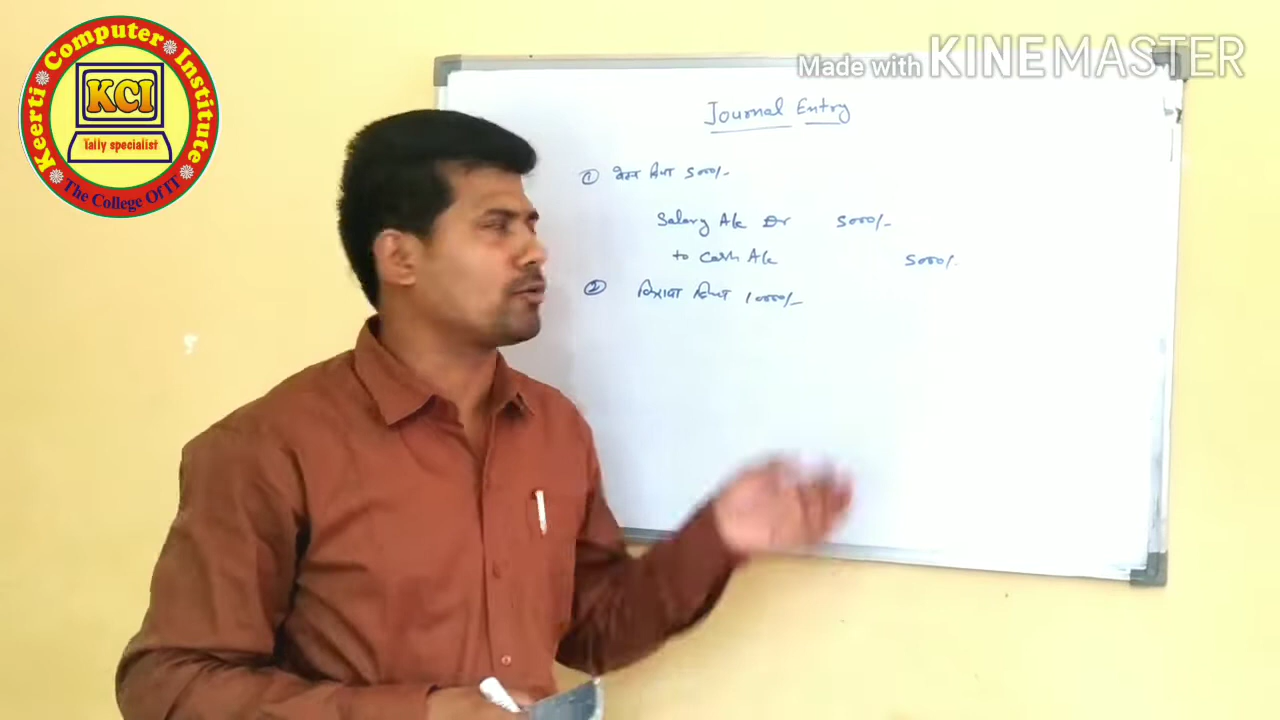 Keerti Computer Institute
KCI
Tally specialist
The College Of IT
Made with KINEMASTER
Journal Entry
① वेतन दिया 5000/-
Salary A/c Dr 5000/-
to Cash A/c 5000/-
② किराया दिया 10000/-